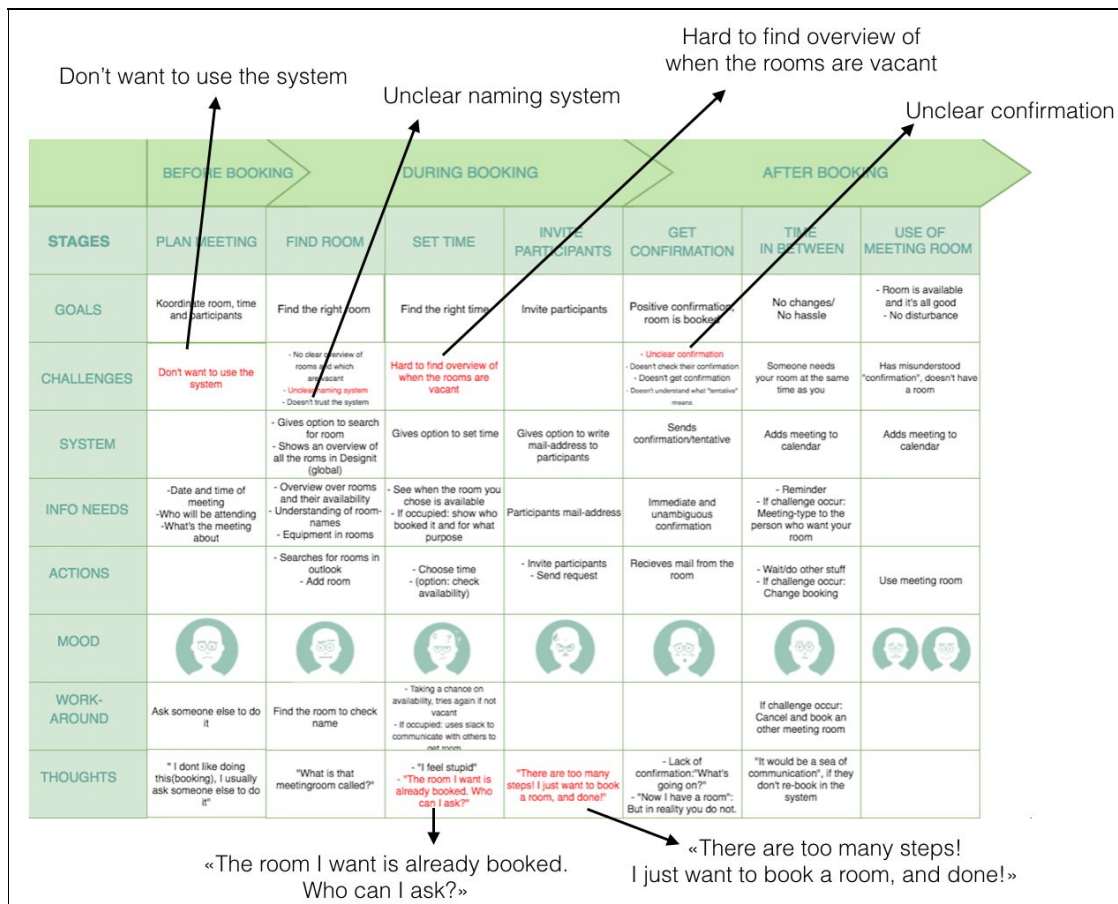 Don't want to use the system
Unclear naming system
Hard to find overview of
when the rooms are vacant
Unclear confirmation
BEFORE BOOKING
DURING BOOKING
AFTER BOOKING
STAGES
PLAN MEETING
FIND ROOM
SET TIME
INVITE
PARTICIPANTS
GET
CONFIRMATION
TIME
IN BETWEEN
USE OF
MEETING ROOM
GOALS
Koordinate room, time
and participants
Find the right room
Find the right time
Invite participants
Positive confirmation,
room is booked
No changes/
No hassle
- Room is available
and it's all good
- No disturbance
CHALLENGES
Don't want to use the
system
- No clear overview of
rooms and which
are vacant
- Unclear naming system
- Doesn't trust the system
Hard to find overview of
when the rooms are
vacant
- Unclear confirmation
- Doesn't check their confirmation
- Doesn't get confirmation
- Doesn't understand what "tentative"
means
Someone needs
your room at the same
time as you
Has misunderstood
"confirmation", doesn't have
a room
SYSTEM
- Gives option to search
for room
- Shows an overview of
all the roms in Designit
(global)
Gives option to set time
Gives option to write
mail-address to
participants
Sends
confirmation/tentative
Adds meeting to
calendar
Adds meeting to
calendar
INFO NEEDS
-Date and time of
meeting
-Who will be attending
-What's the meeting
about
- Overview over rooms
and their availability
- Understanding of room-
names
- Equipment in rooms
- See when the room you
chose is available
- If occupied: show who
booked it and for what
purpose
Participants mail-address
Immediate and
unambiguous
confirmation
- Reminder
- If challenge occur:
Meeting-type to the
person who want your
room
ACTIONS
- Searches for rooms in
outlook
- Add room
- Choose time
- (option: check
availability)
- Invite participants
- Send request
Recieves mail from the
room
- Wait/do other stuff
- If challenge occur:
Change booking
Use meeting room
MOOD
WORK-
AROUND
Ask someone else to do
it
Find the room to check
name
- Taking a chance on
availability, tries again if not
vacant
- If occupied: uses slack to
communicate with others to
get room
If challenge occur:
Cancel and book an
other meeting room
THOUGHTS
" I dont like doing
this(booking), I usually
ask someone else to do
it"
"What is that
meetingroom called?"
- "I feel stupid"
- "The room I want is
already booked. Who
can I ask?"
"There are too many
steps! I just want to book
a room, and done!"
- Lack of
confirmation:"What's
going on?"
- "Now I have a room":
But in reality you do not.
"It would be a sea of
communication", if they
don't re-book in the
system
«The room I want is already booked.
Who can I ask?»
«There are too many steps!
I just want to book a room, and done!»